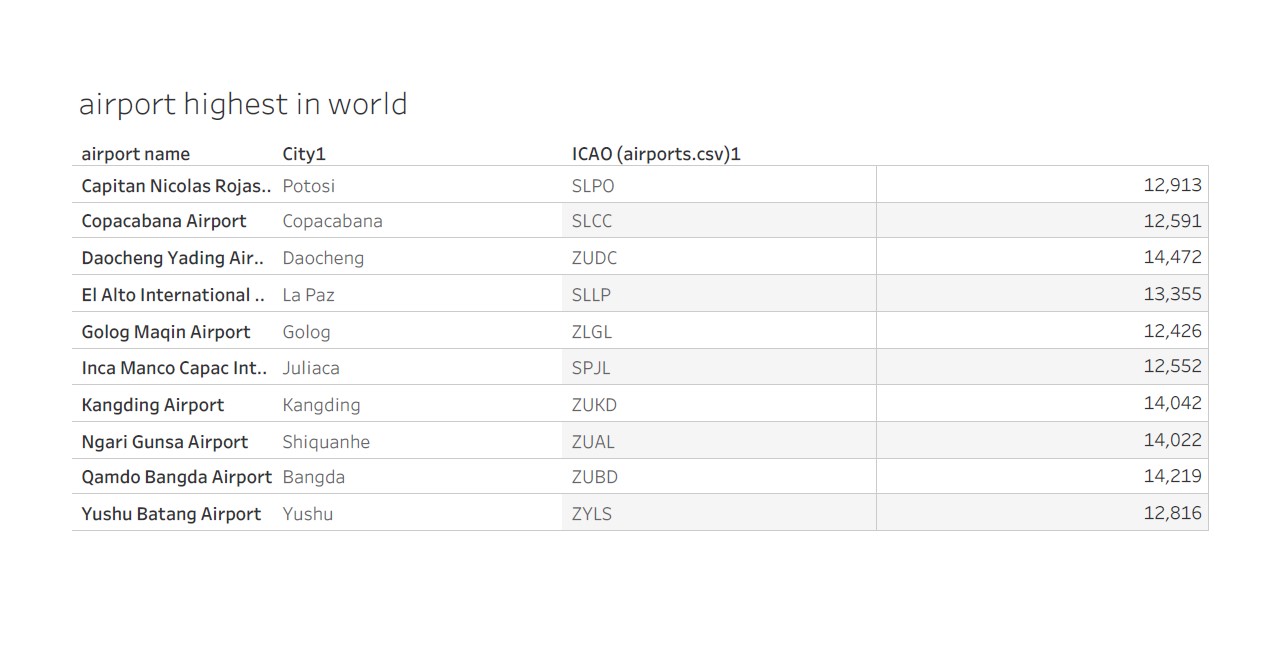 airport highest in world
airport name City1 ICAO (airports.csv)1
Capitan Nicolas Rojas.. Potosi SLPO 12,913
Copacabana Airport Copacabana SLCC 12,591
Daocheng Yading Air.. Daocheng ZUDC 14,472
El Alto International .. La Paz SLLP 13,355
Golog Maqin Airport Golog ZLGL 12,426
Inca Manco Capac Int.. Juliaca SPJL 12,552
Kangding Airport Kangding ZUKD 14,042
Ngari Gunsa Airport Shiquanhe ZUAL 14,022
Qamdo Bangda Airport Bangda ZUBD 14,219
Yushu Batang Airport Yushu ZYLS 12,816